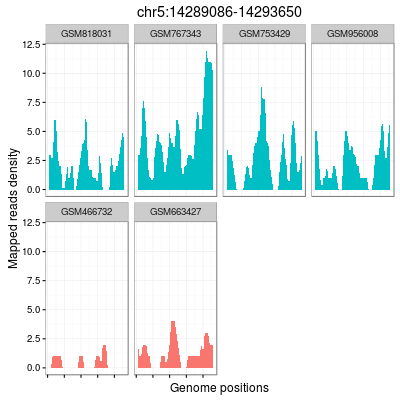 chr5:14289086-14293650
GSM818031 GSM767343 GSM753429 GSM956008
12.5
10.0
7.5
5.0
2.5
0.0
GSM466732 GSM663427
12.5
10.0
7.5
5.0
2.5
0.0
Mapped reads density
Genome positions